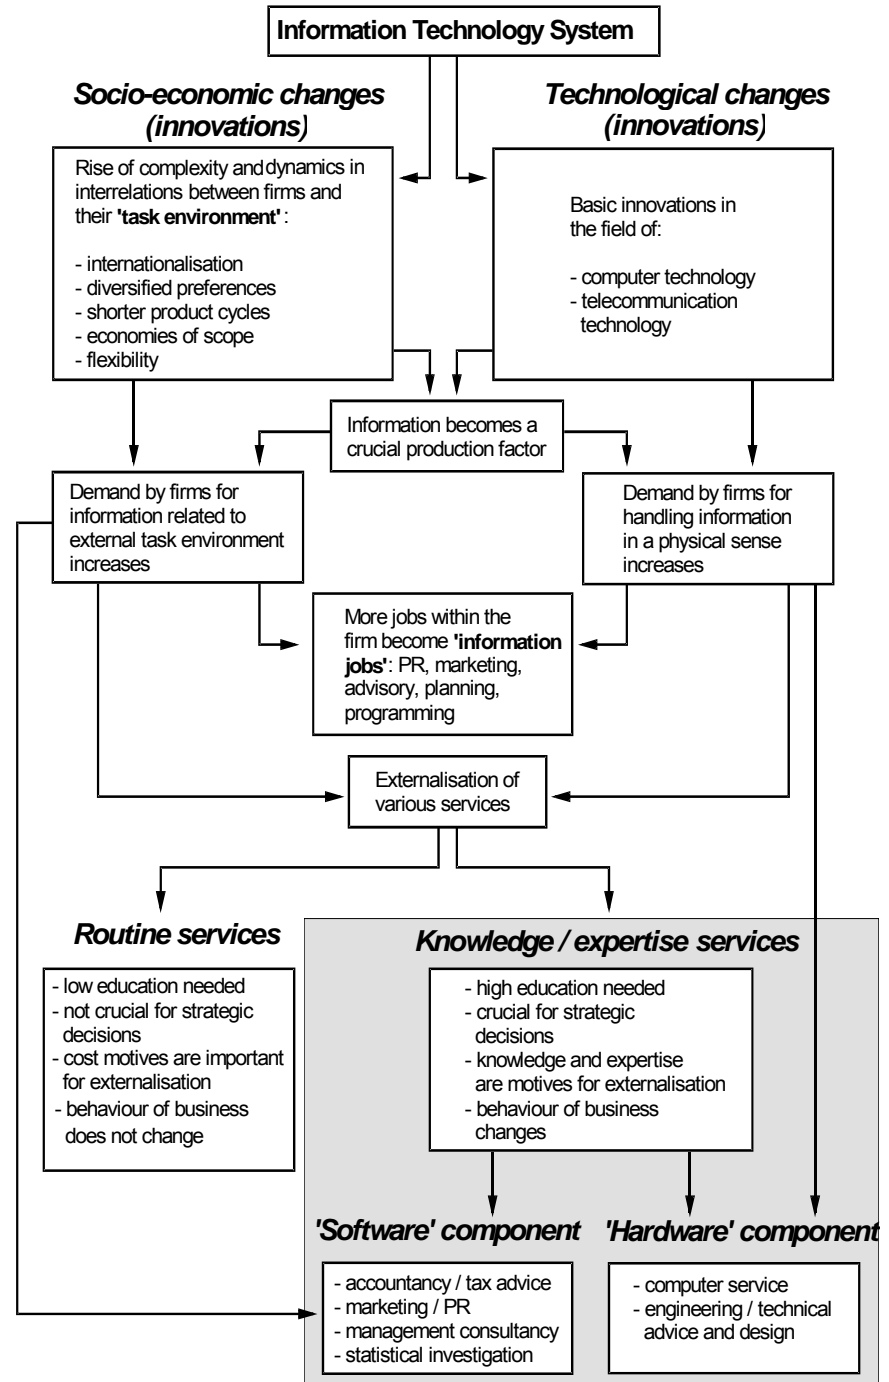 Information Technology System
Socio-economic changes
(innovations)
Technological changes
(innovations)
Rise of complexity and dynamics in
interrelations between firms and
their 'task environment' :
- internationalisation
- diversified preferences
- shorter product cycles
- economies of scope
- flexibility
Basic innovations in
the field of:
- computer technology
- telecommunication
technology
Information becomes a
crucial production factor
Demand by firms for
information related to
external task environment
increases
Demand by firms for
handling information
in a physical sense
increases
More jobs within the
firm become 'information
jobs': PR, marketing,
advisory, planning,
programming
Externalisation of
various services
Routine services
- low education needed
- not crucial for strategic
decisions
- cost motives are important
for externalisation
- behaviour of business
does not change
Knowledge / expertise services
- high education needed
- crucial for strategic
decisions
- knowledge and expertise
are motives for externalisation
- behaviour of business
changes
'Software' component
- accountancy / tax advice
- marketing / PR
- management consultancy
- statistical investigation
'Hardware' component
- computer service
- engineering / technical
advice and design